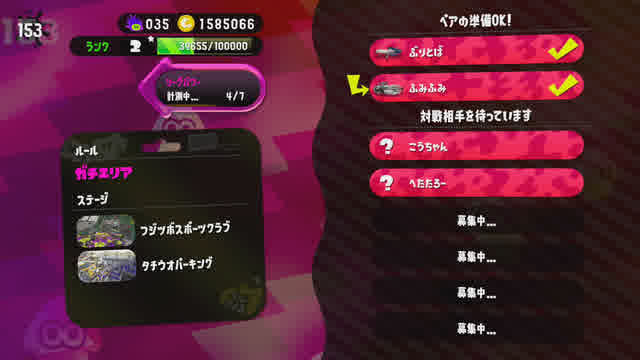 153
035
1585066
ランク
2
39655/100000
リーグパワー
計測中...
4/7
ルール
ガチエリア
ステージ
フジツボスポーツクラブ
タチウオパーキング
ペアの準備OK!
ぷりとば
ふみふみ
対戦相手を待っています
?
こうちゃん
?
へただろー
募集中...
募集中...
募集中...
募集中...